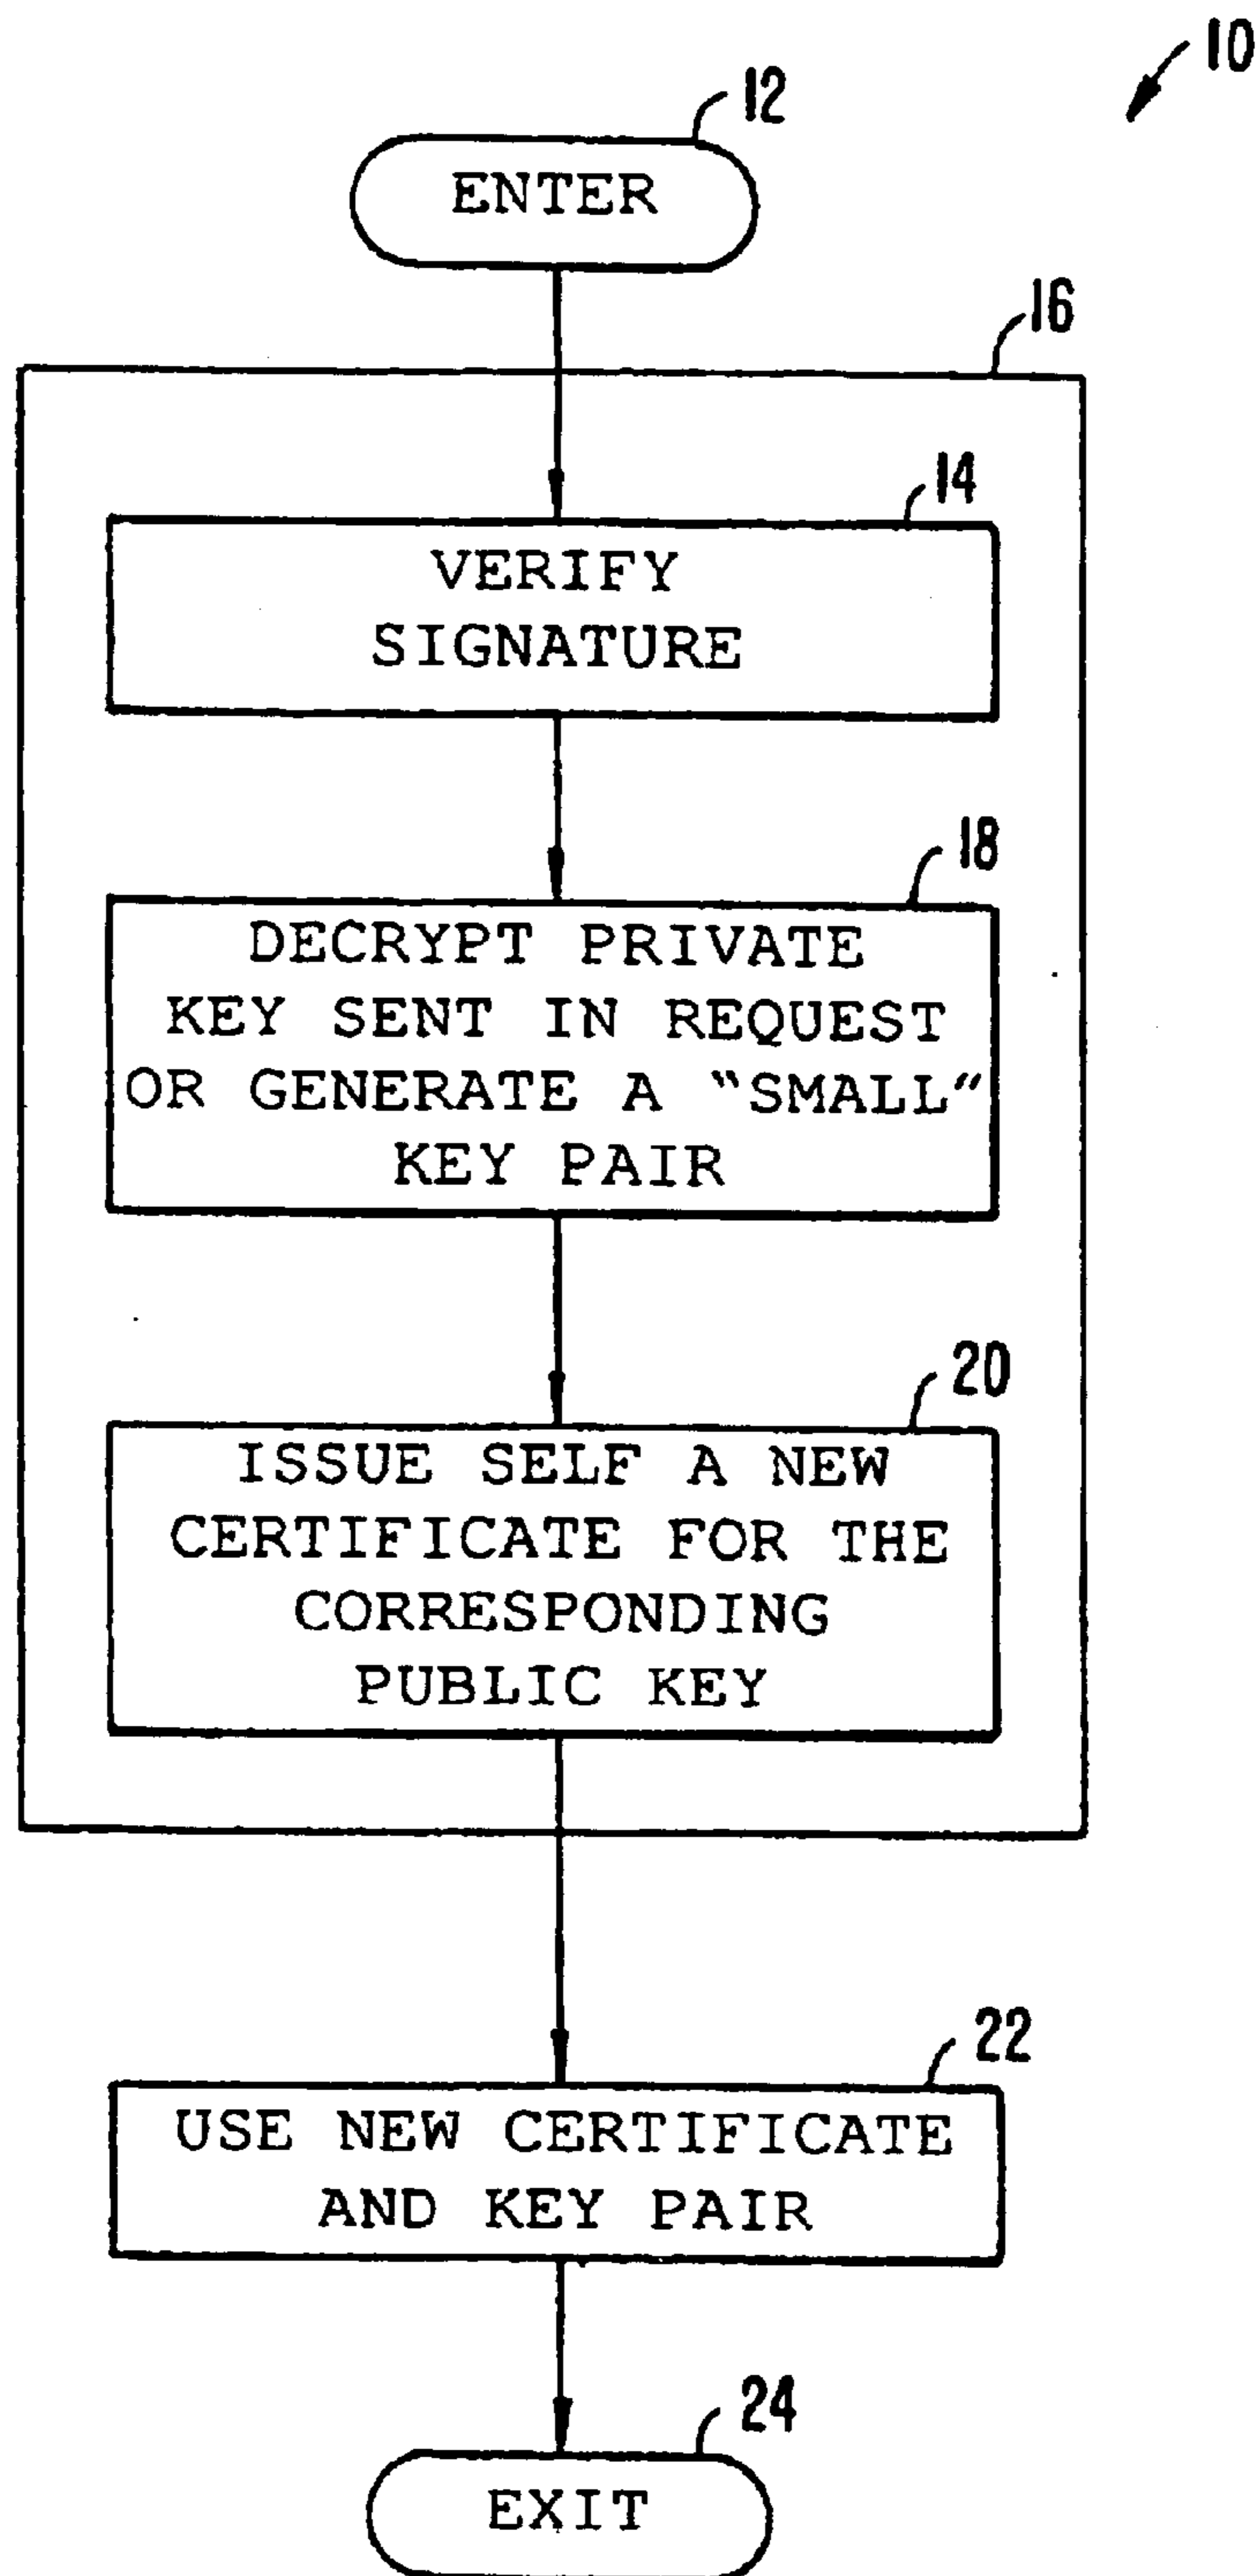 10
12
ENTER
16
14
VERIFY
SIGNATURE
18
DECRYPT PRIVATE
KEY SENT IN REQUEST
OR GENERATE A “SMALL”
KEY PAIR
20
ISSUE SELF A NEW
CERTIFICATE FOR THE
CORRESPONDING
PUBLIC KEY
22
USE NEW CERTIFICATE
AND KEY PAIR
24
EXIT